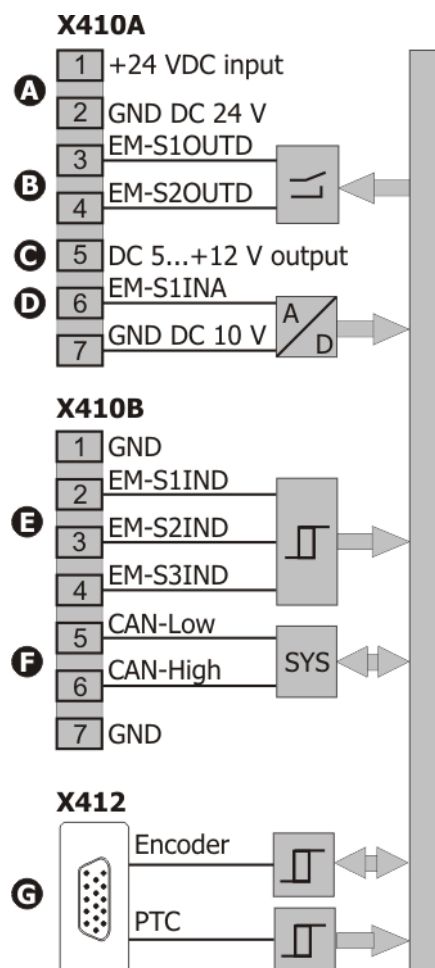 X410A
A
1 +24 VDC input
2 GND DC 24 V
B
3 EM-S1OUTD
4 EM-S2OUTD
C 5 DC 5...+12 V output
D 6 EM-S1INA
7 GND DC 10 V
A
D
X410B
1 GND
2 EM-S1IND
E 3 EM-S2IND
4 EM-S3IND
5 CAN-Low
F
SYS
6 CAN-High
7 GND
X412
Encoder
G
PTC